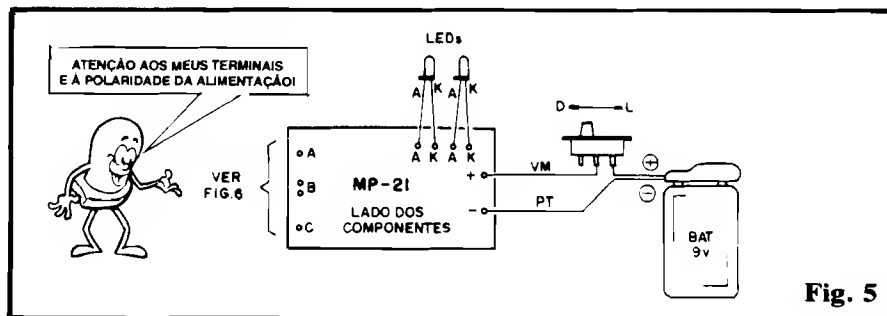 LEDs
ATENÇÃO AOS MEUS TERMINAIS
E À POLARIDADE DA ALIMENTAÇÃO!
A K A K
D L
A K A K
A
VER
FIG.6
B
MP-21
+
VM
+
C
LADO DOS
COMPONENTES
-
PT
-
BAT
9v
Fig. 5